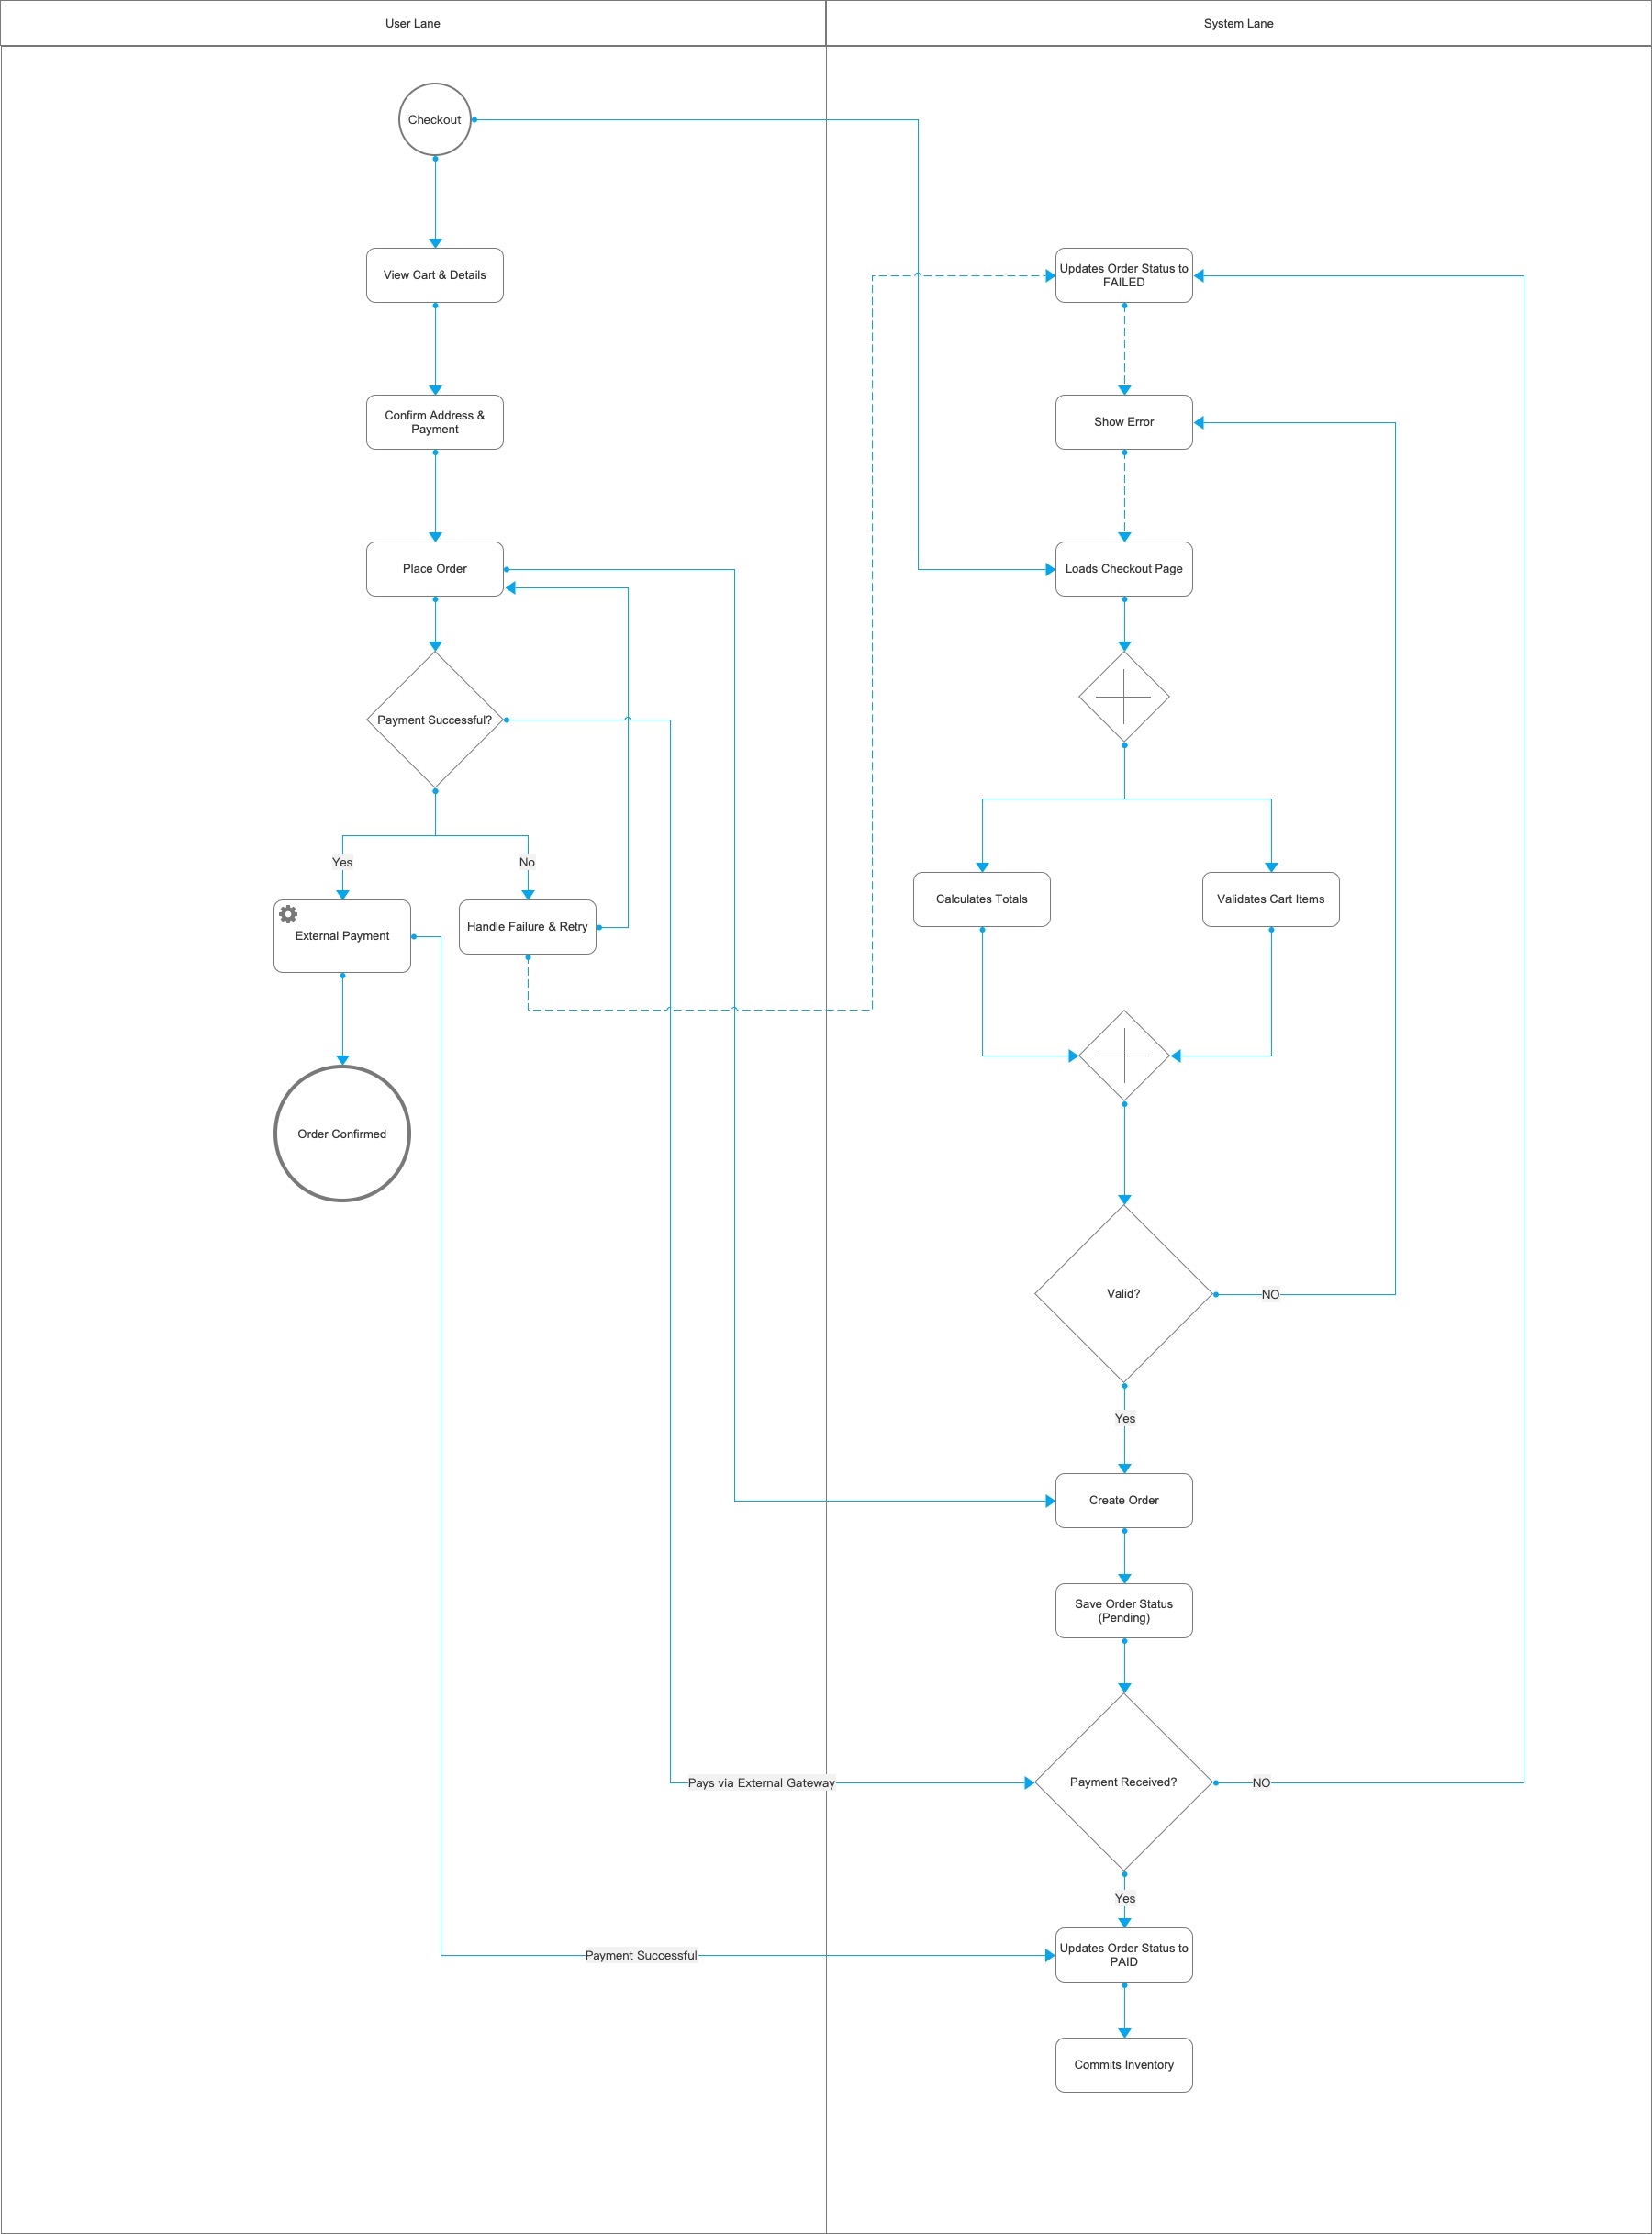 User Lane
System Lane
Checkout
View Cart & Details
Updates Order Status to
FAILED
Confirm Address &
Payment
Show Error
Place Order
Loads Checkout Page
Payment Successful?
Yes
No
Calculates Totals
Validates Cart Items
External Payment
Handle Failure & Retry
Order Confirmed
Valid?
NO
Yes
Create Order
Save Order Status
(Pending)
Pays via External Gateway
Payment Received?
NO
Yes
Payment Successful
Updates Order Status to
PAID
Commits Inventory